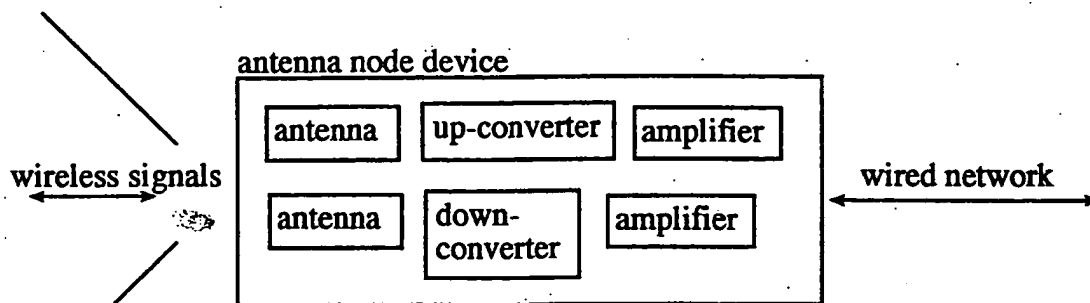 antenna node device
antenna
up-converter
amplifier
wireless signals
wired network
antenna
down-
converter
amplifier